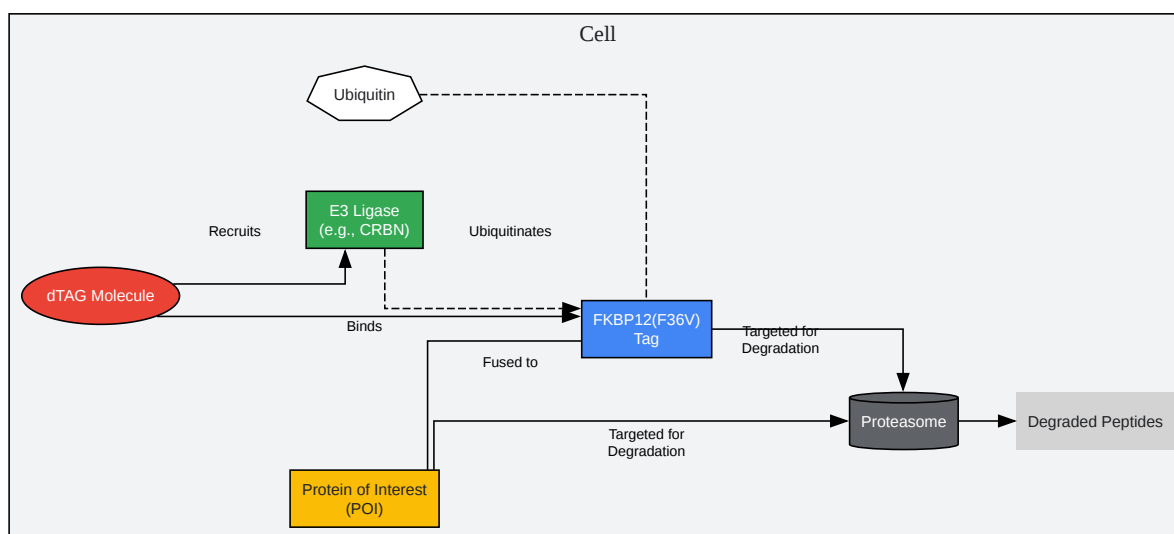 Cell
Ubiquitin
E3 Ligase
(e.g., CRBN)
Recruits
Ubiquitinates
dTAG Molecule
Binds
FKBP12(F36V)
Tag
Targeted for
Degradation
Fused to
Proteasome
Degraded Peptides
Targeted for
Degradation
Protein of Interest
(POI)